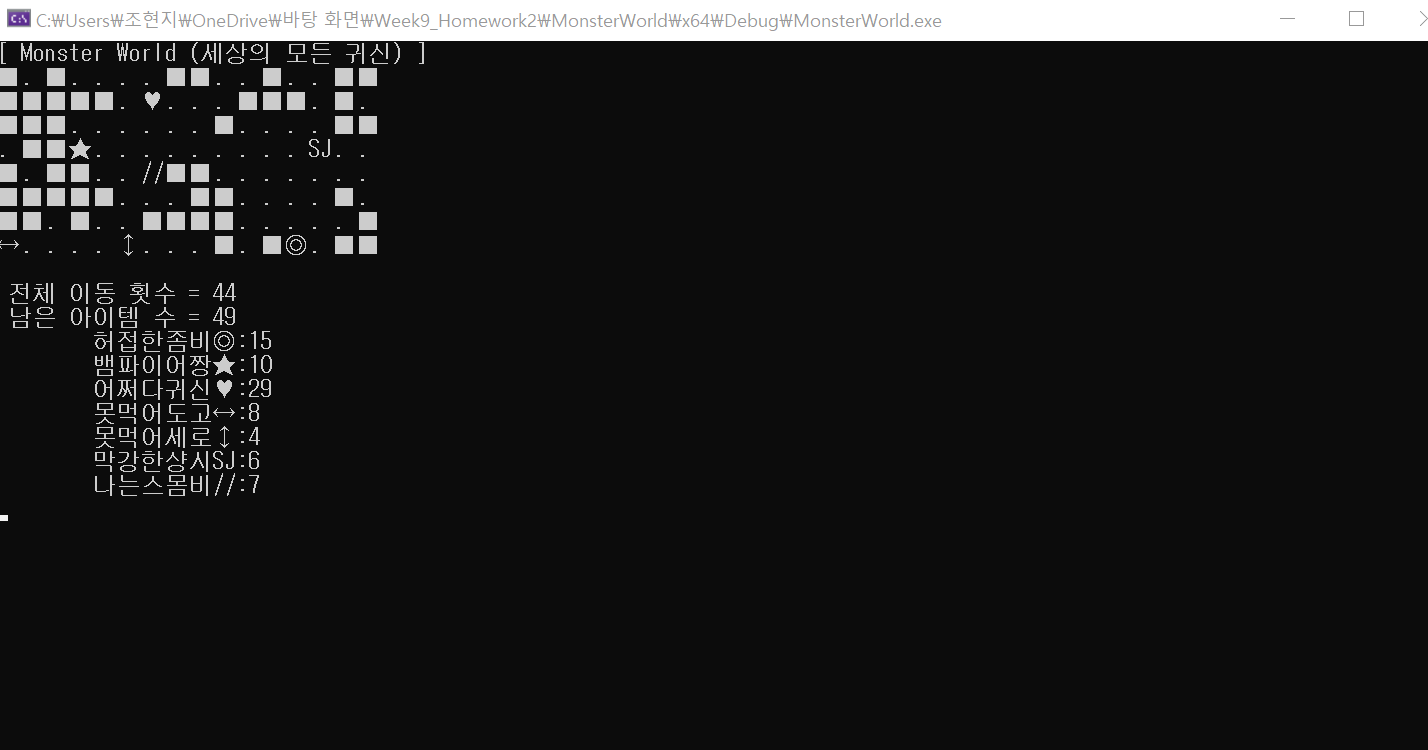 C:₩Users₩조현지₩OneDrive₩바탕 화면₩Week9_Homework2₩MonsterWorld₩x64₩Debug₩MonsterWorld.exe
[ Monster World (세상의 모든 귀신) ]
■. ■. . . . ■■. . ■. . ■■
■■■■■. ♥. . . ■■■. ■.
■■■. . . . . . ■. . . . ■■
. ■■★. . . . . . . . . SJ. .
■. ■■. . //■■. . . . . . .
■■■■■. . . ■■. . . . ■.
■■. ■. . ■■■■. . . . . ■
↔. . . . ↕. . . ■. ■◎. ■■
전체 이동 횟수 = 44
남은 아이템 수 = 49
허접한좀비◎:15
뱀파이어짱★:10
어쩌다귀신♥:29
못먹어도고↔:8
못먹어세로↕:4
막강한샹시SJ:6
나는스몸비//:7